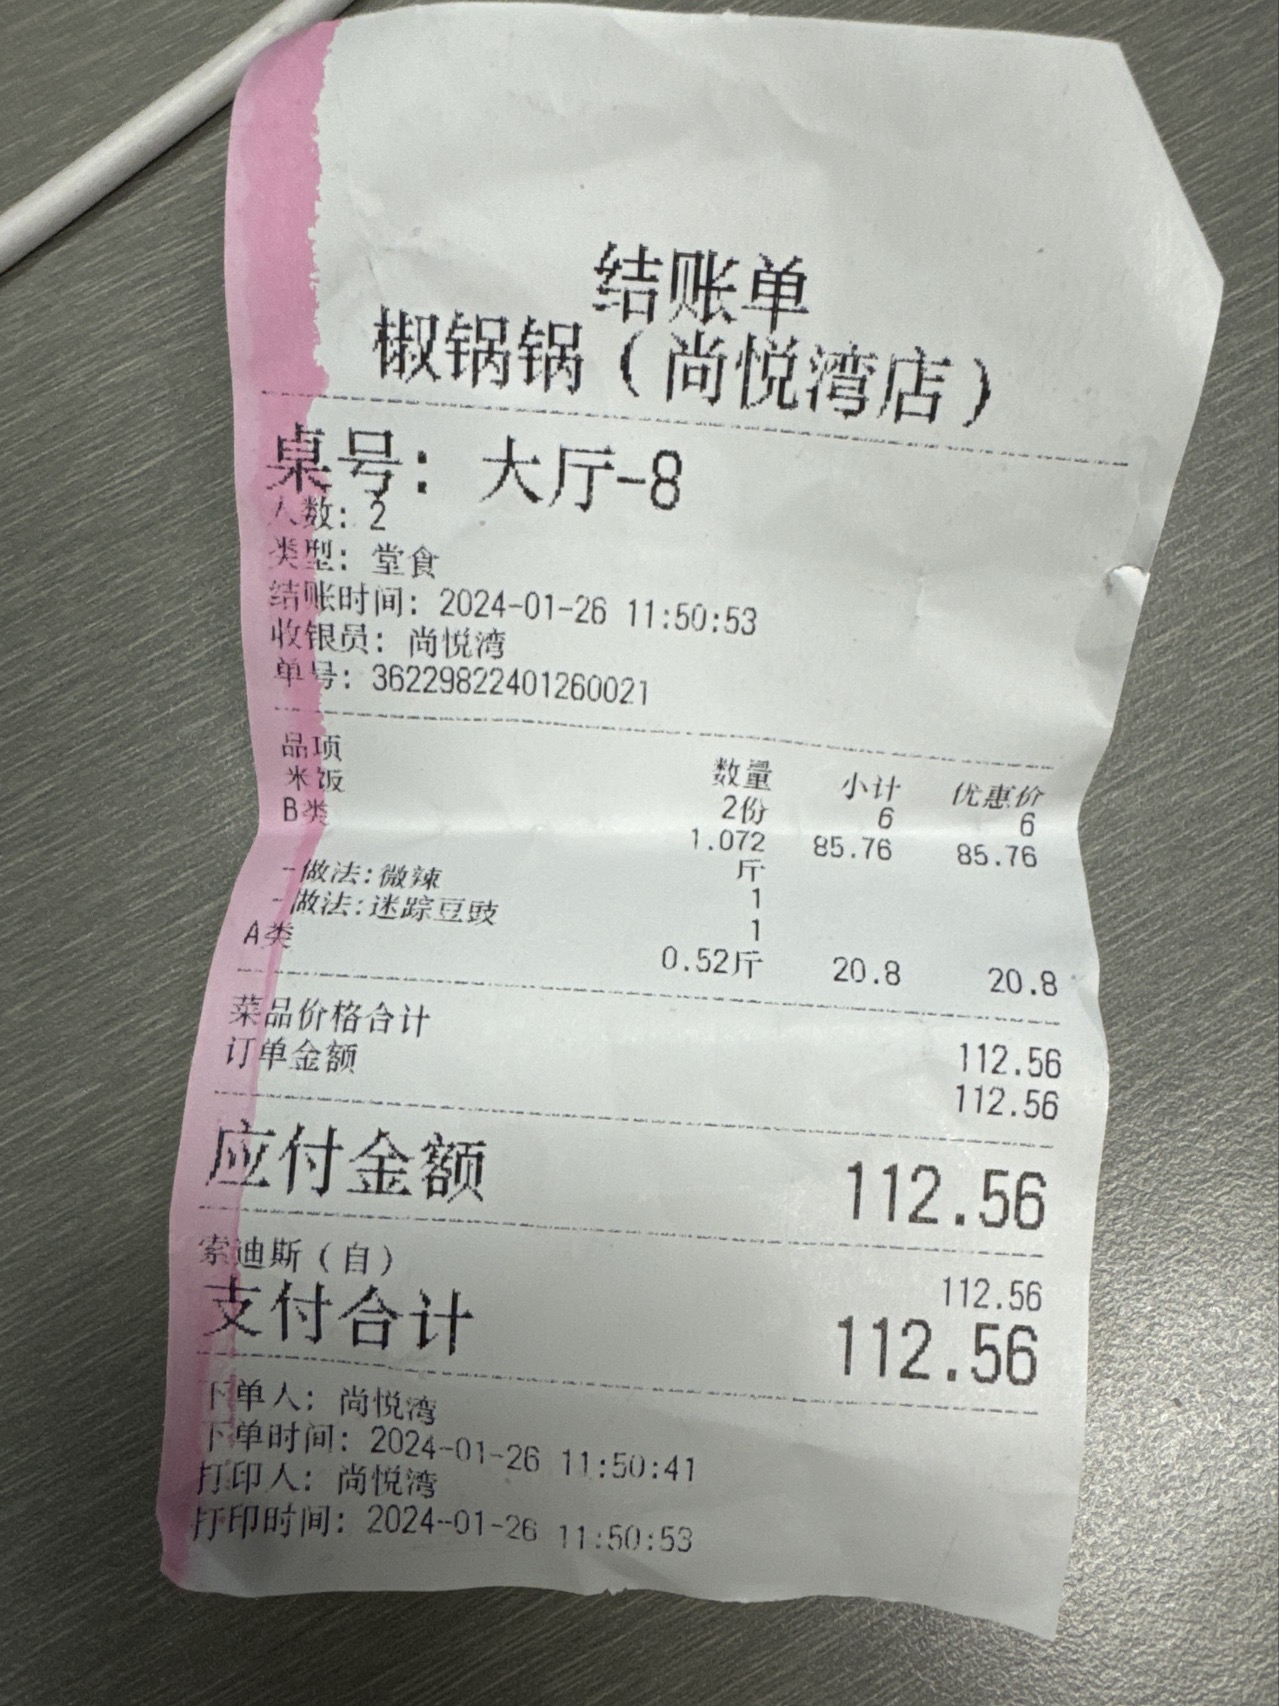 结账单
椒锅锅（尚悦湾店）
桌号：大厅-8
人数：2
类型：堂食
结账时间：2024-01-26 11:50:53
收银员：尚悦湾
单号：36229822401260021
品项 数量 小计 优惠价
米饭 2份 6 6
B类 1.072斤 85.76 85.76
-做法:微辣 1
-做法:迷踪豆豉 1
A类 0.52斤 20.8 20.8
菜品价格合计 112.56
订单金额 112.56
应付金额 112.56
索迪斯（自） 112.56
支付合计 112.56
下单人：尚悦湾
下单时间：2024-01-26 11:50:41
打印人：尚悦湾
打印时间：2024-01-26 11:50:53